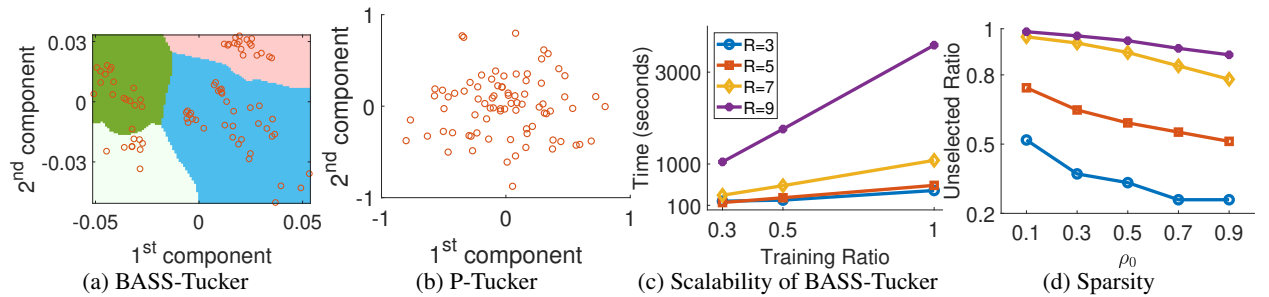 0.03
0
-0.03
2nd component
-0.05
0
0.05
1st component
(a) BASS-Tucker
1
0
-1
2nd component
-1
0
1
1st component
(b) P-Tucker
R=3
R=5
R=7
R=9
3000
1000
100
Time (seconds)
0.3
0.5
1
Training Ratio
(c) Scalability of BASS-Tucker
1
0.8
0.5
0.2
Unselected Ratio
0.1 0.3 0.5 0.7 0.9
ρ0
(d) Sparsity